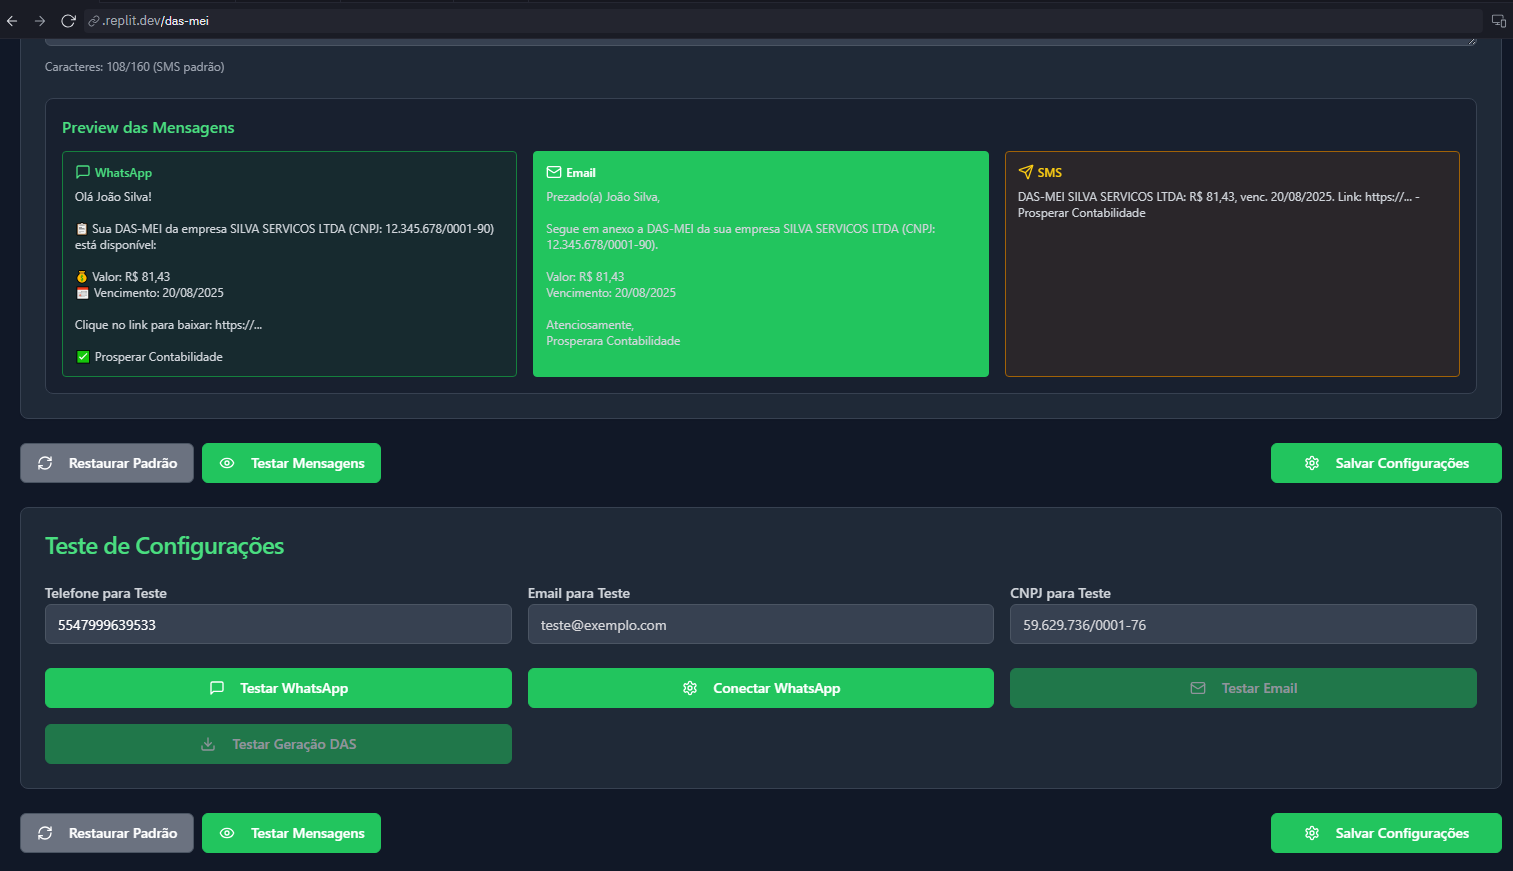 .replit.dev/das-mei
Caracteres: 108/160 (SMS padrão)
Preview das Mensagens
WhatsApp
Olá João Silva!
📋 Sua DAS-MEI da empresa SILVA SERVICOS LTDA (CNPJ: 12.345.678/0001-90)
está disponível:
💰 Valor: R$ 81,43
📅 Vencimento: 20/08/2025
Clique no link para baixar: https://...
✅ Prosperar Contabilidade
Email
Prezado(a) João Silva,
Segue em anexo a DAS-MEI da sua empresa SILVA SERVICOS LTDA (CNPJ:
12.345.678/0001-90).
Valor: R$ 81,43
Vencimento: 20/08/2025
Atenciosamente,
Prosperara Contabilidade
SMS
DAS-MEI SILVA SERVICOS LTDA: R$ 81,43, venc. 20/08/2025. Link: https://... -
Prosperar Contabilidade
Restaurar Padrão
Testar Mensagens
Salvar Configurações
Teste de Configurações
Telefone para Teste
5547999639533
Email para Teste
teste@exemplo.com
CNPJ para Teste
59.629.736/0001-76
Testar WhatsApp
Conectar WhatsApp
Testar Email
Testar Geração DAS
Restaurar Padrão
Testar Mensagens
Salvar Configurações